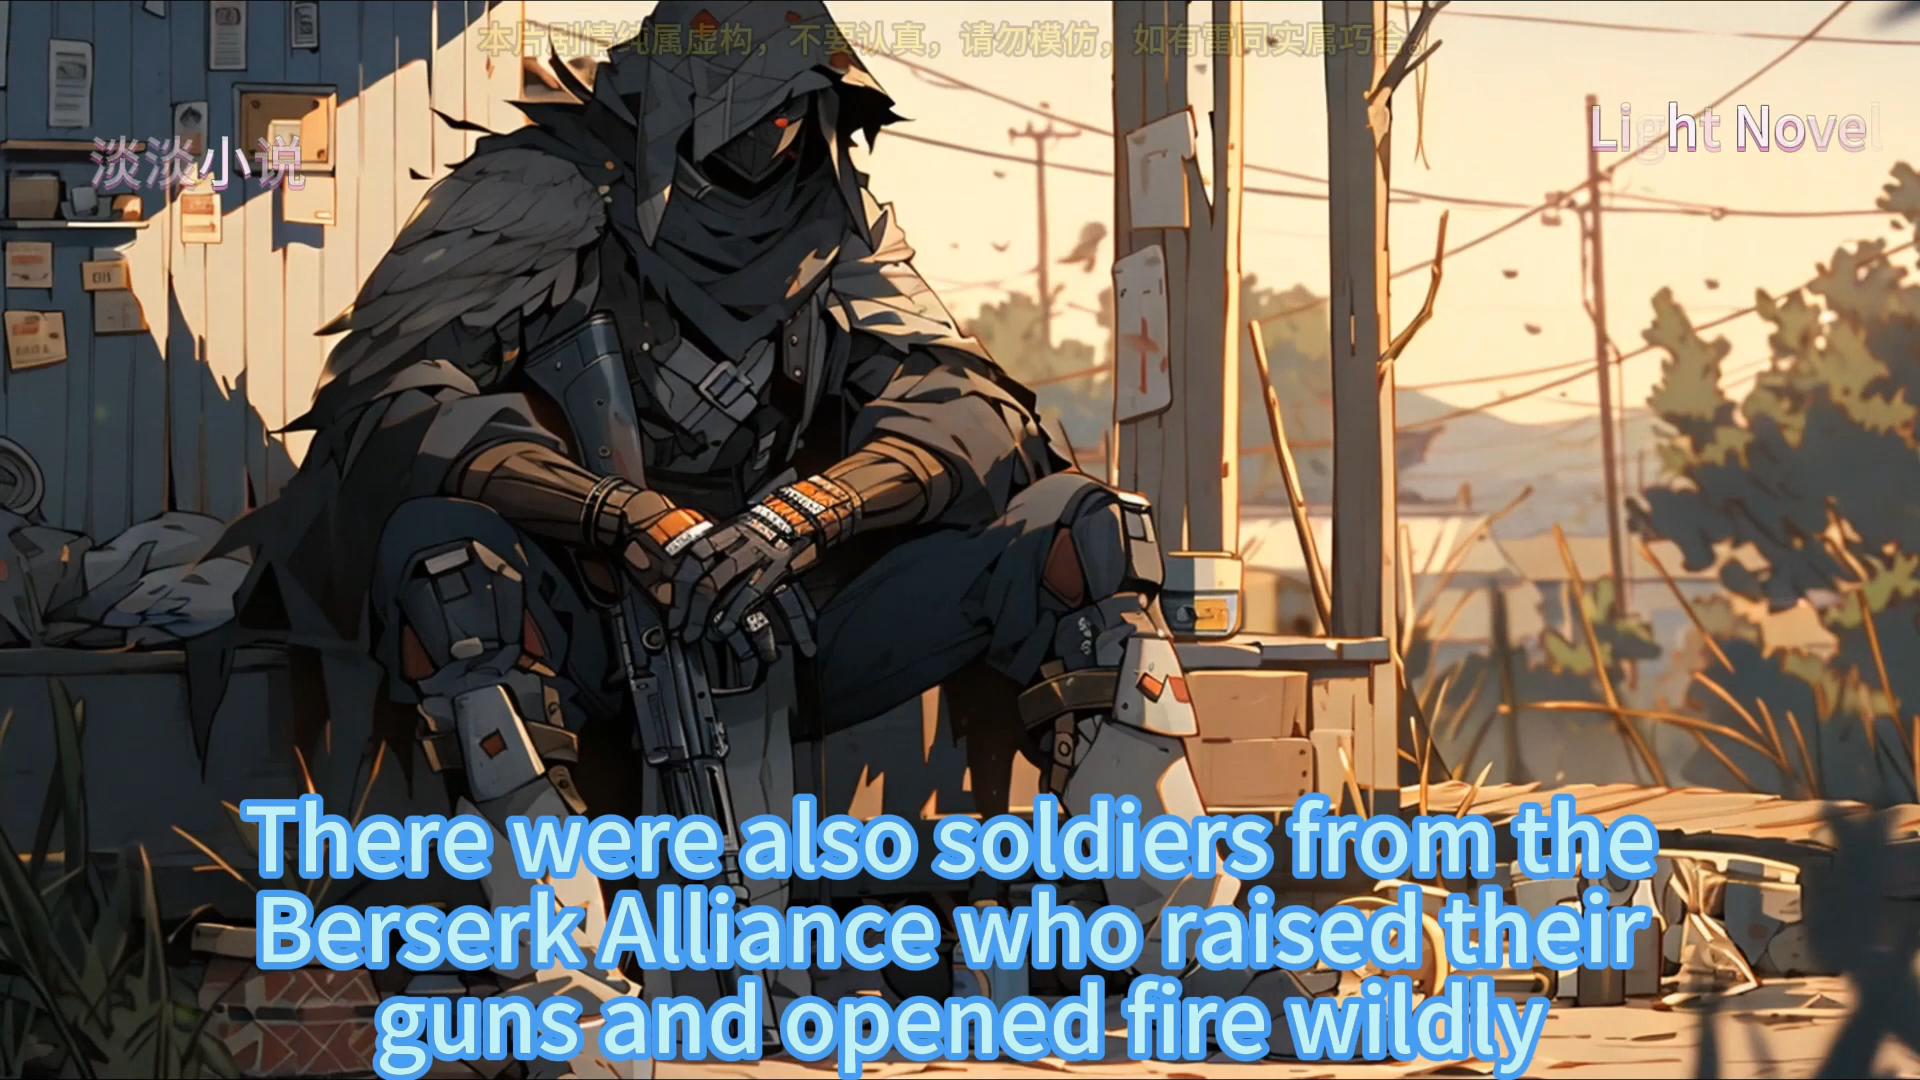 本片剧情纯属虚构，不要认真，请勿模仿，如有雷同实属巧合。
淡淡小说
Light Novel
There were also soldiers from the
Berserk Alliance who raised their
guns and opened fire wildly